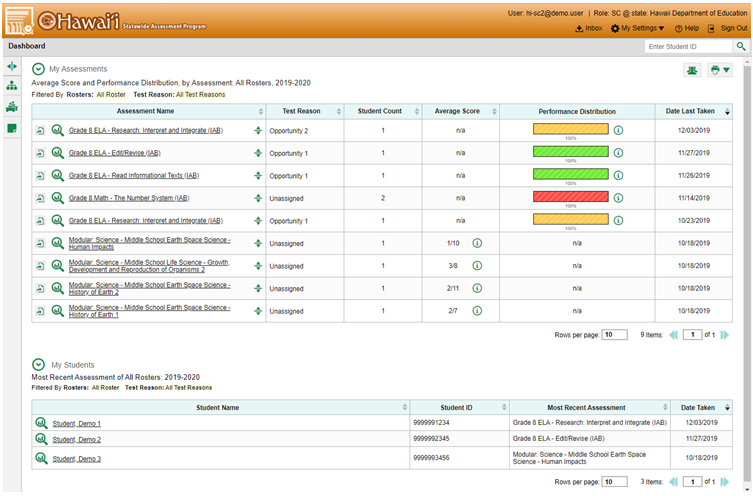 User: hi-sc2@demo.user | Role: SC @ state: Hawaii Department of Education
Hawai'i Statewide Assessment Program
Inbox My Settings Help Sign Out
Dashboard
Enter Student ID
My Assessments
Average Score and Performance Distribution, by Assessment: All Rosters, 2019-2020
Filtered By Rosters: All Roster Test Reason: All Test Reasons
Assessment Name Test Reason Student Count Average Score Performance Distribution Date Last Taken
Grade 8 ELA - Research: Interpret and Integrate (IAB) Opportunity 2 1 n/a 12/03/2019
100%
Grade 8 ELA - Edit/Revise (IAB) Unassigned 1 n/a 11/27/2019
100%
Grade 8 ELA - Read Informational Texts (IAB) Opportunity 1 1 n/a 11/26/2019
100%
Grade 8 Math - The Number System (IAB) Unassigned 2 n/a 11/14/2019
100%
Grade 8 ELA - Research: Interpret and Integrate (IAB) Opportunity 1 1 n/a 10/23/2019
100%
Modular: Science - Middle School Earth Space Science -
Human Impacts Unassigned 1 1/10 n/a 10/18/2019
Modular: Science - Middle School Life Science - Growth,
Development and Reproduction of Organisms 2 Unassigned 1 3/8 n/a 10/18/2019
Modular: Science - Middle School Earth Space Science -
History of Earth 2 Unassigned 1 2/11 n/a 10/18/2019
Modular: Science - Middle School Earth Space Science -
History of Earth 1 Unassigned 1 2/7 n/a 10/18/2019
Rows per page: 10 9 Items: 1 of 1
My Students
Most Recent Assessment of All Rosters: 2019-2020
Filtered By Rosters: All Roster Test Reason: All Test Reasons
Student Name Student ID Most Recent Assessment Date Taken
Student, Demo 1 9999991234 Grade 8 ELA - Research: Interpret and Integrate (IAB) 12/03/2019
Student, Demo 2 9999992345 Grade 8 ELA - Edit/Revise (IAB) 11/27/2019
Student, Demo 3 9999993456 Modular: Science - Middle School Earth Space
Science - Human Impacts 10/18/2019
Rows per page: 10 3 Items: 1 of 1